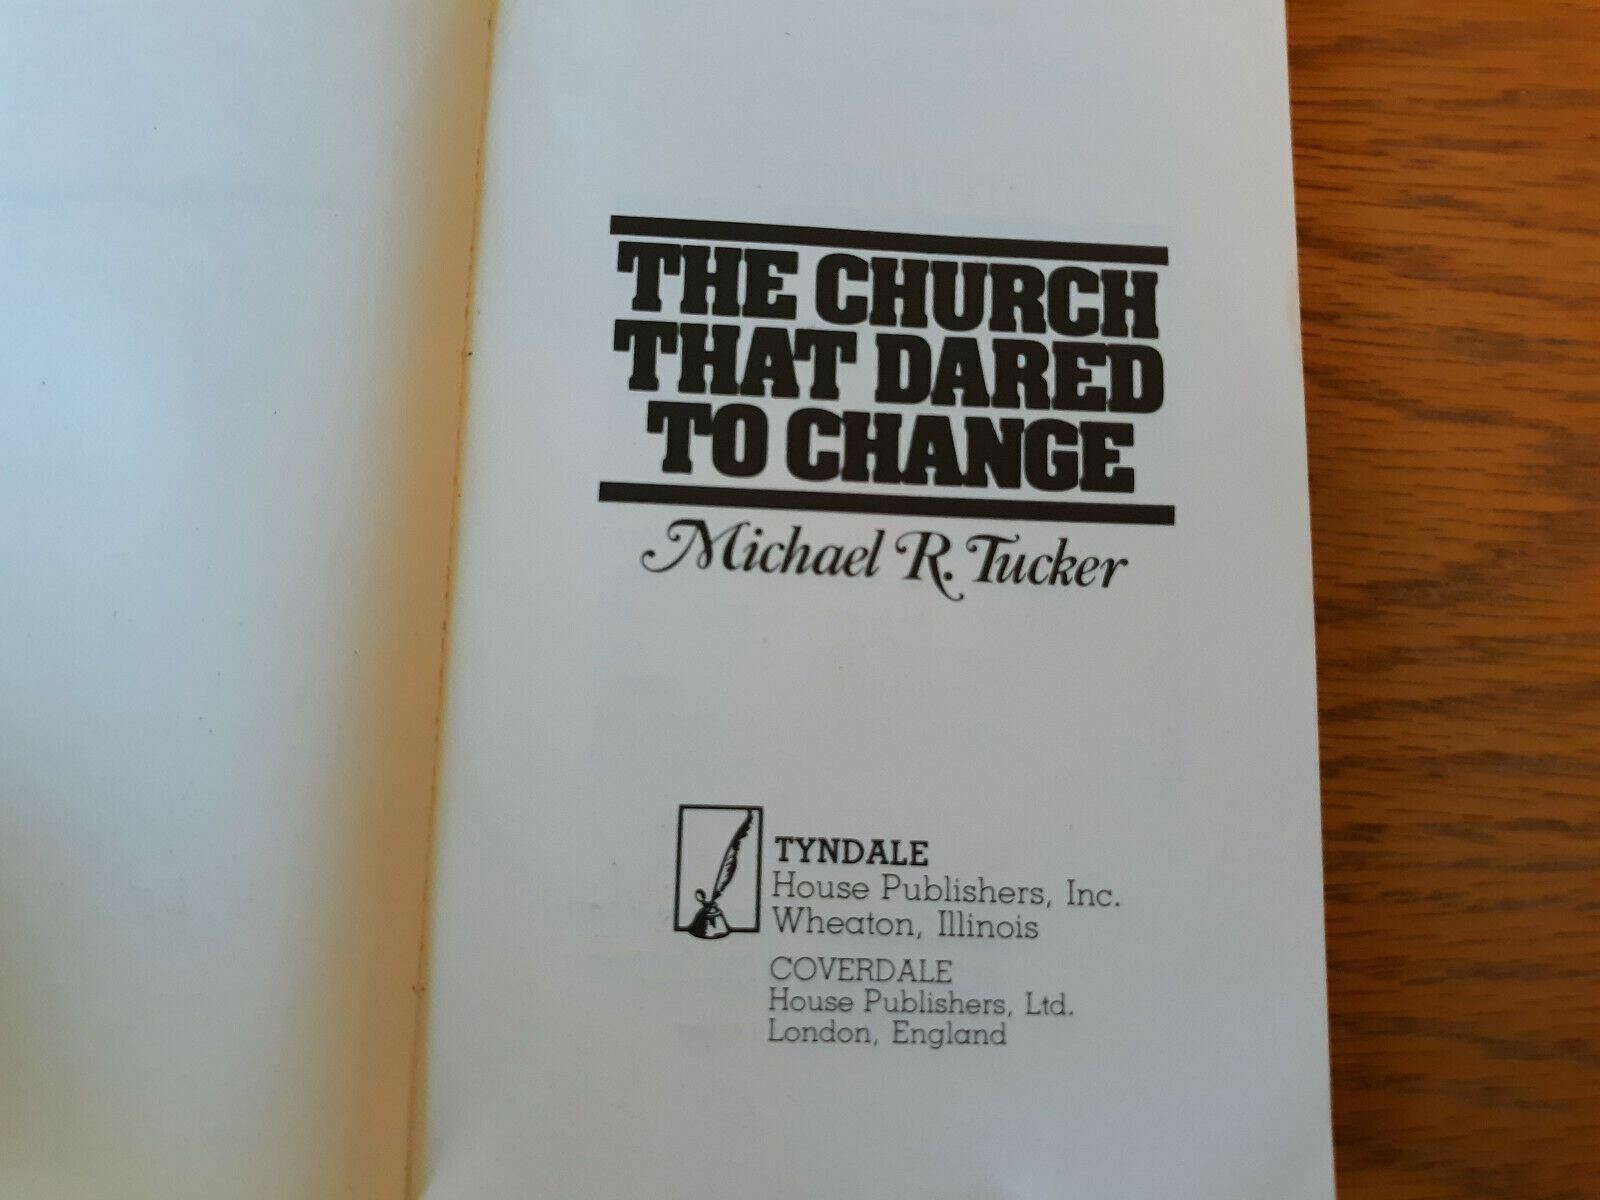 THE CHURCH
THAT DARED
TO CHANGE
Michael R. Tucker
TYNDALE
House Publishers, Inc.
Wheaton, Illinois
COVERDALE
House Publishers, Ltd.
London, England